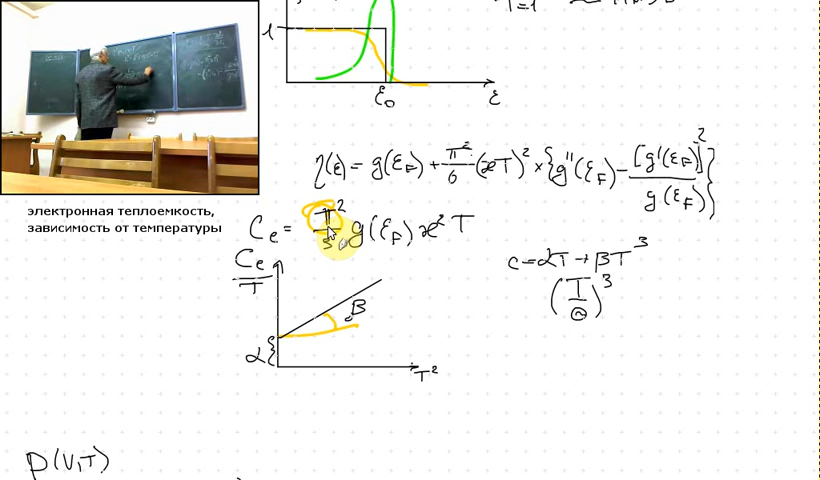 1
ε₀ ε
η(ε) = g(ε_F) + π²/6 (æT)² × {g''(ε_F) − [g'(ε_F)]²/g(ε_F)}
электронная теплоемкость,
зависимость от температуры
C_e = π²/3 g(ε_F) æ² T
C_e/T
c = αT + βT³
(T/Θ)³
β
α
T²
p(V,T)